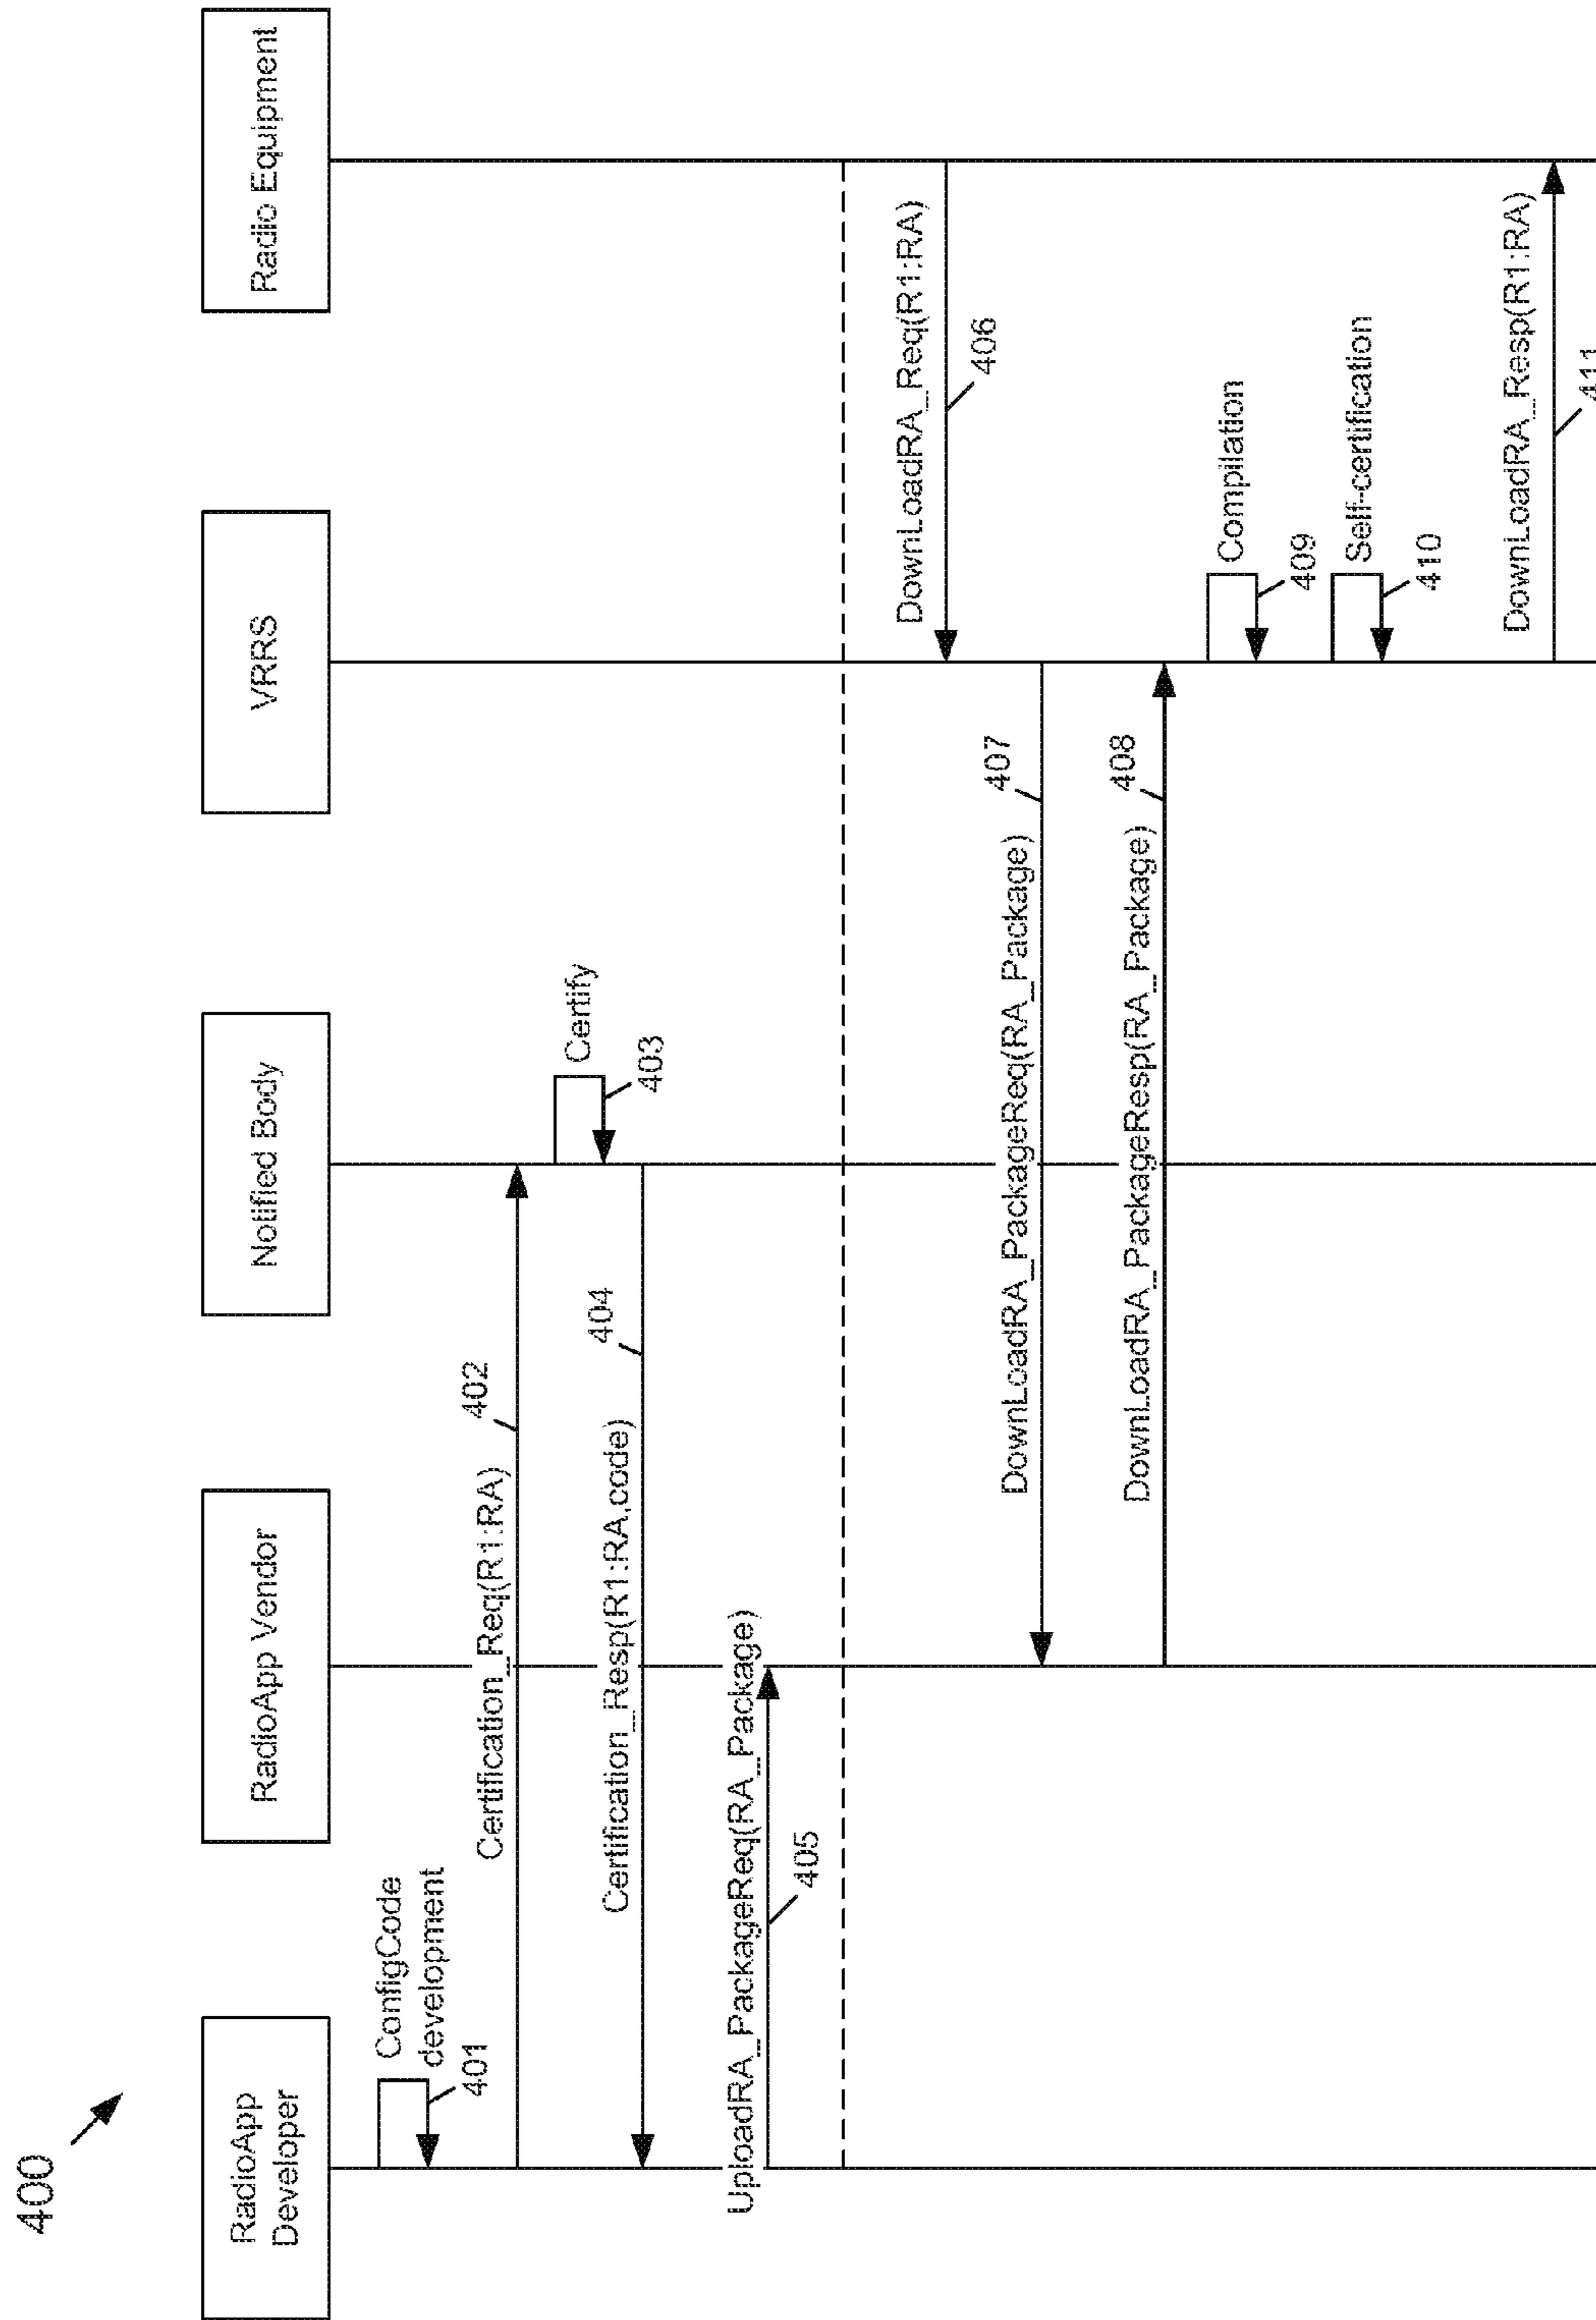 400
RadioApp
Developer
RadioApp Vendor
Notified Body
VRRS
Radio Equipment
ConfigCode
development
401
Certification_Req(R1:RA)
402
Certify
403
Certification_Resp(R1:RA,code)
404
UploadRA_PackageReq(RA_Package)
405
DownLoadRA_Req(R1:RA)
406
DownLoadRA_PackageReq(RA_Package)
407
DownLoadRA_PackageResp(RA_Package)
408
Compilation
409
Self-certification
410
DownLoadRA_Resp(R1:RA)
411